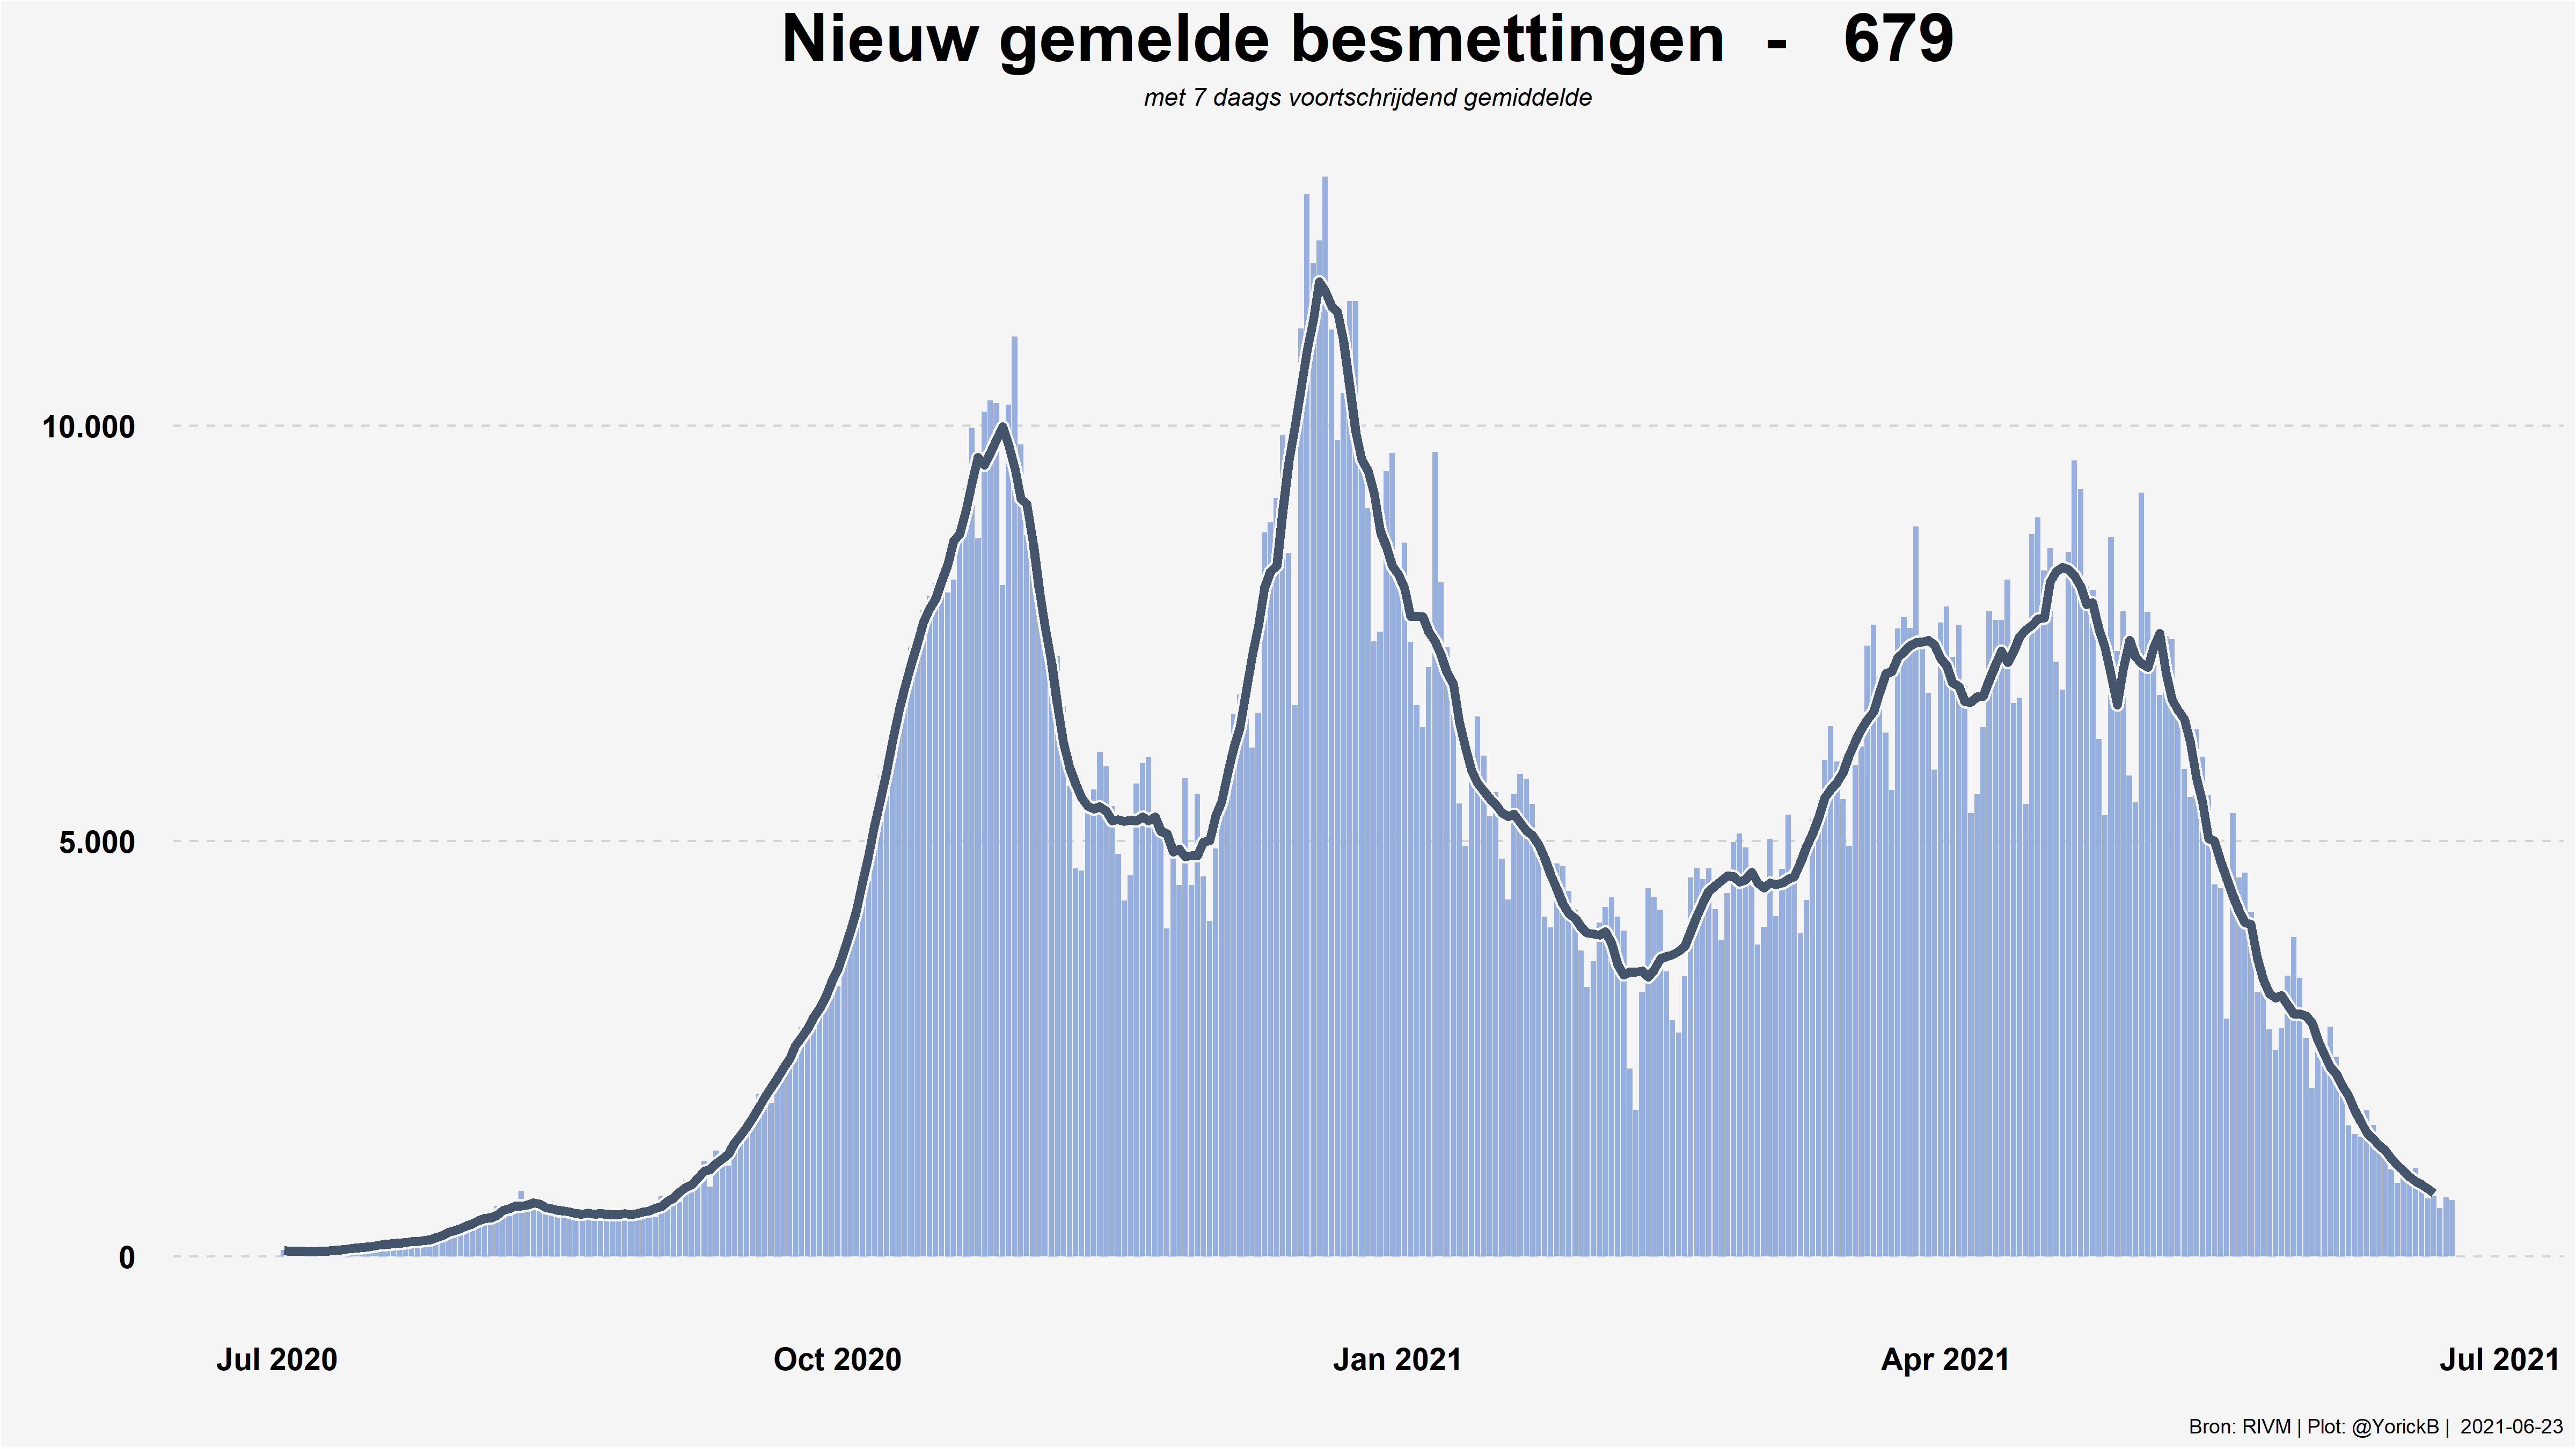 Nieuw gemelde besmettingen - 679
met 7 daags voortschrijdend gemiddelde
10.000
5.000
0
Jul 2020 Oct 2020 Jan 2021 Apr 2021 Jul 2021
Bron: RIVM | Plot: @YorickB | 2021-06-23